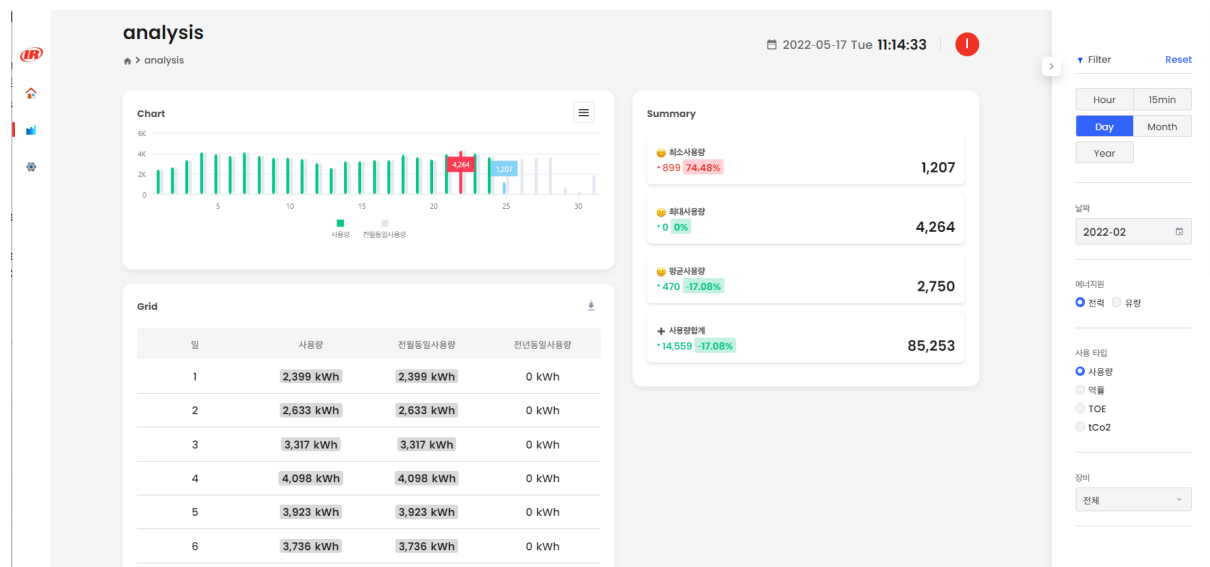 analysis
analysis
2022-05-17 Tue 11:14:33
I
IR
Chart
6K
4K
2K
0
4,264
1,207
5 10 15 20 25 30
사용량 전월동일사용량
Grid
일 사용량 전월동일사용량 전년동일사용량
1 2,399 kWh 2,399 kWh 0 kWh
2 2,633 kWh 2,633 kWh 0 kWh
3 3,317 kWh 3,317 kWh 0 kWh
4 4,098 kWh 4,098 kWh 0 kWh
5 3,923 kWh 3,923 kWh 0 kWh
6 3,736 kWh 3,736 kWh 0 kWh
Summary
최소사용량
899 74.48% 1,207
최대사용량
0 0% 4,264
평균사용량
470 -17.08% 2,750
사용량합계
14,559 -17.08% 85,253
Filter Reset
Hour 15min
Day Month
Year
날짜
2022-02
에너지원
전력 유량
사용 타입
사용량
역률
TOE
tCo2
장비
전체